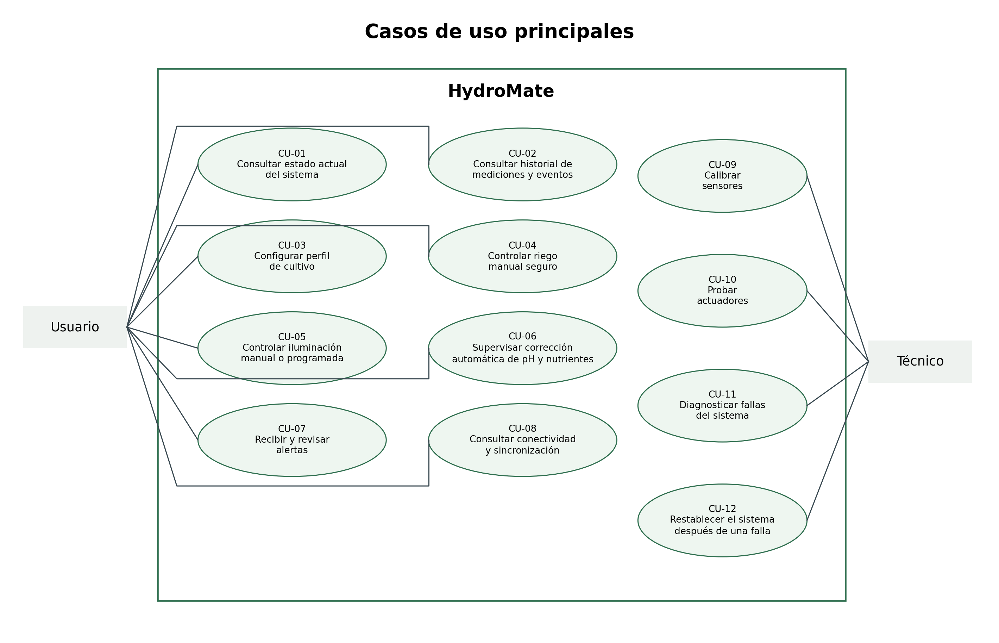 Casos de uso principales
HydroMate
CU-01
Consultar estado actual
del sistema
CU-02
Consultar historial de
mediciones y eventos
CU-09
Calibrar
sensores
CU-03
Configurar perfil
de cultivo
CU-04
Controlar riego
manual seguro
CU-10
Probar
actuadores
Usuario
CU-05
Controlar iluminación
manual o programada
CU-06
Supervisar corrección
automática de pH y nutrientes
Técnico
CU-07
Recibir y revisar
alertas
CU-08
Consultar conectividad
y sincronización
CU-11
Diagnosticar fallas
del sistema
CU-12
Restablecer el sistema
después de una falla